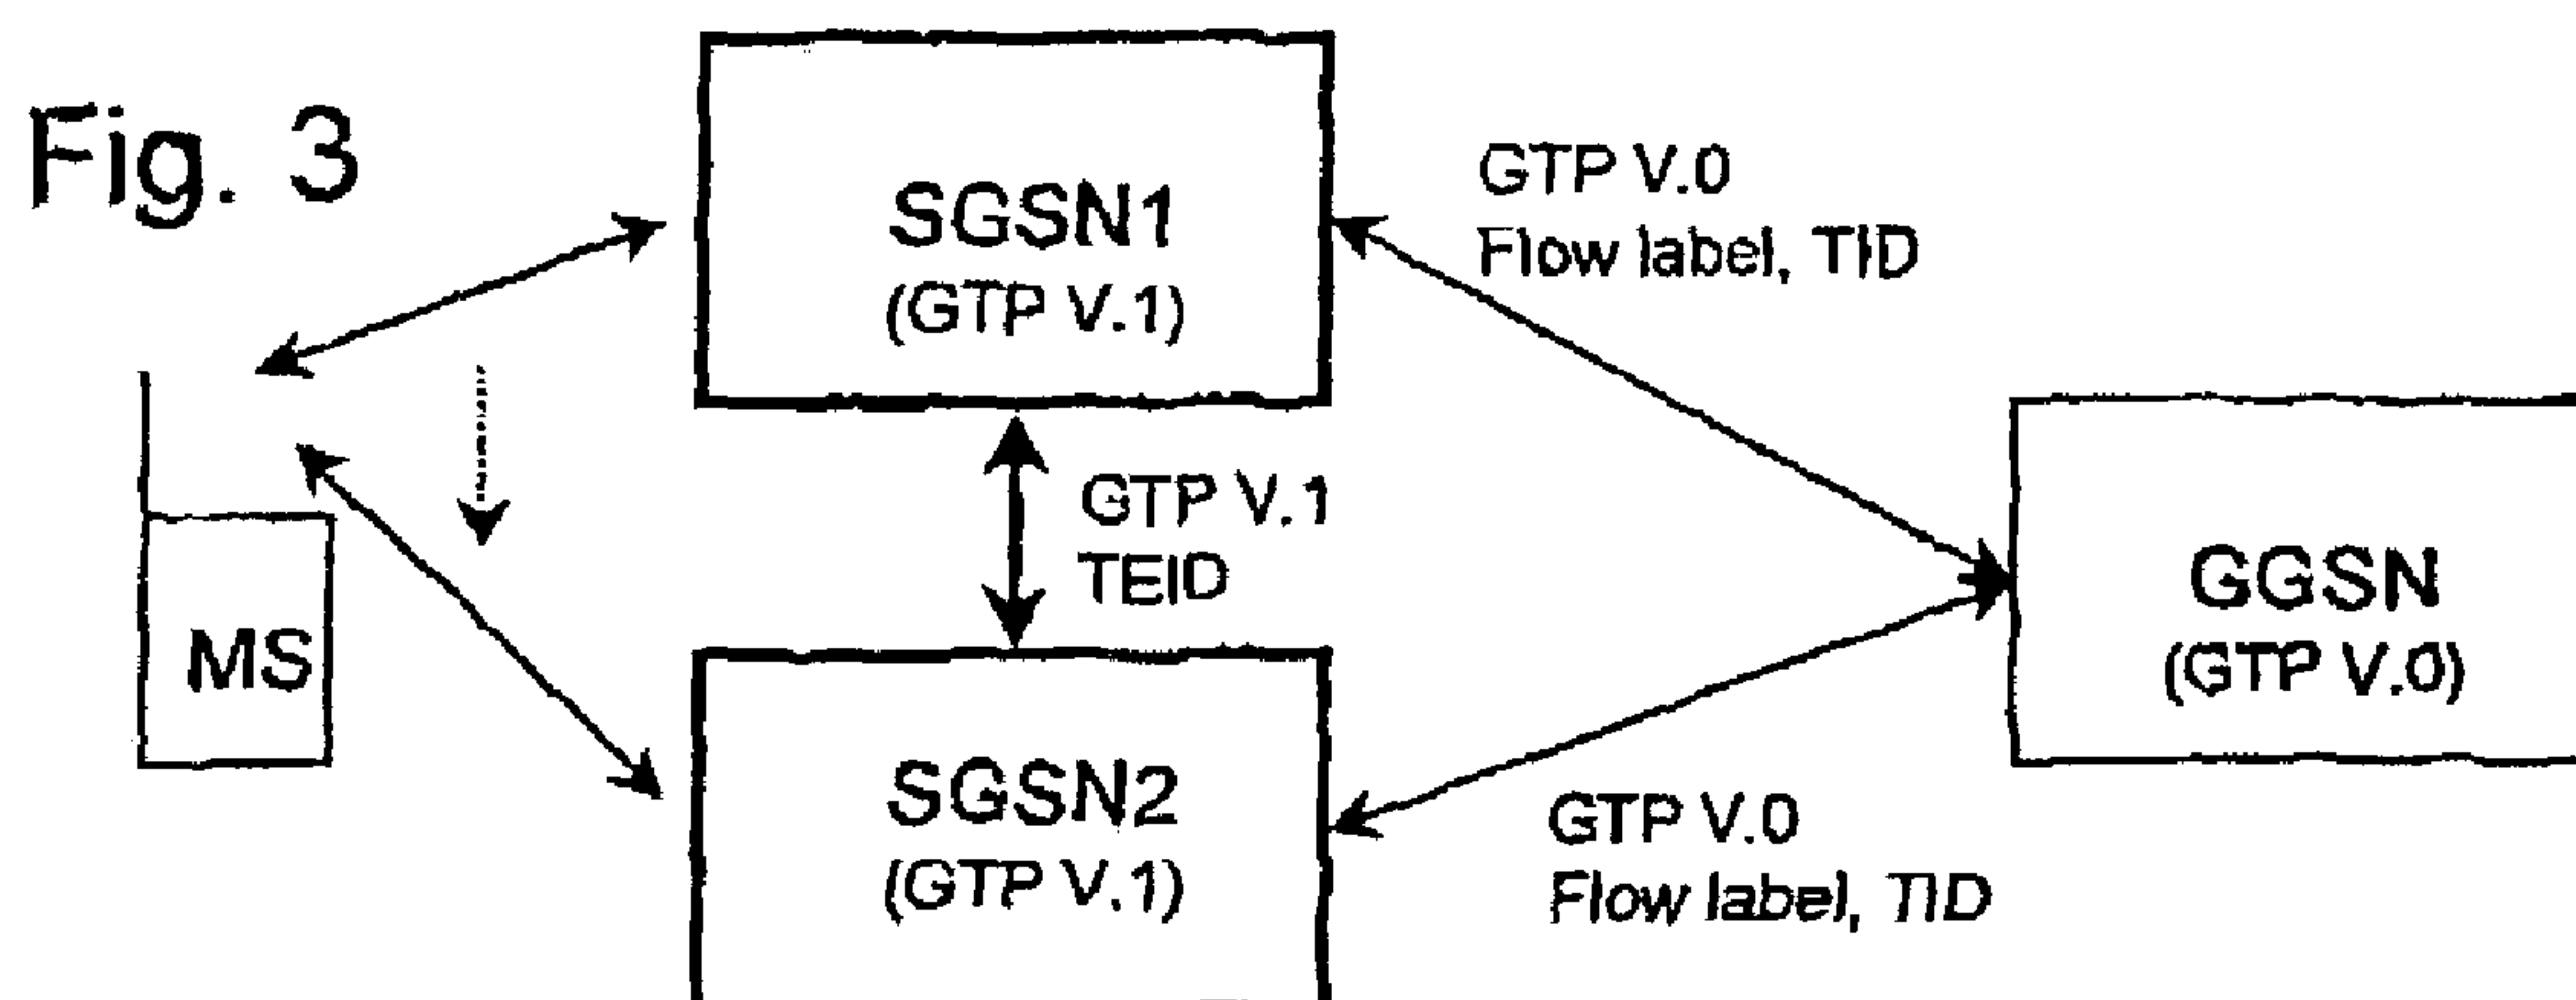 Fig. 3
SGSN1
(GTP V.1)
GTP V.0
Flow label, TID
GTP V.1
TEID
MS
GGSN
(GTP V.0)
SGSN2
(GTP V.1)
GTP V.0
Flow label, TID